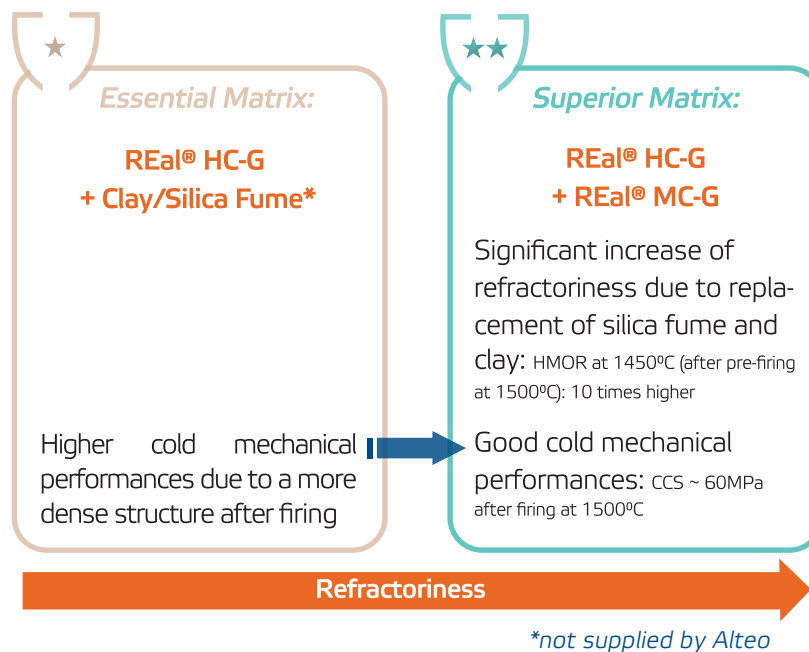 Essential Matrix:
REal® HC-G
+ Clay/Silica Fume*
Higher cold mechanical
performances due to a more
dense structure after firing
Superior Matrix:
REal® HC-G
+ REal® MC-G
Significant increase of
refractoriness due to repla-
cement of silica fume and
clay: HMOR at 1450ºC (after pre-firing
at 1500ºC): 10 times higher
Good cold mechanical
performances: CCS ~ 60MPa
after firing at 1500ºC
Refractoriness
*not supplied by Alteo